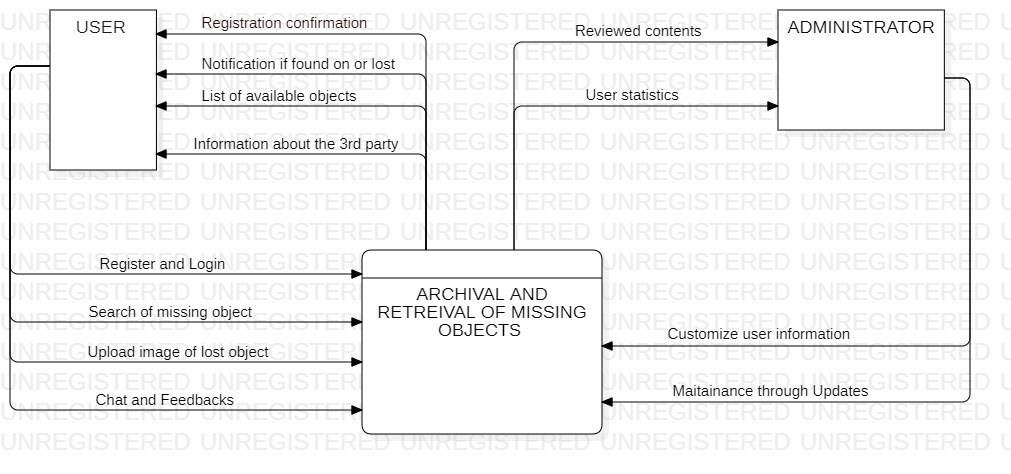 USER
Registration confirmation
Notification if found on or lost
List of available objects
Information about the 3rd party
Reviewed contents
User statistics
ADMINISTRATOR
Register and Login
Search of missing object
Upload image of lost object
Chat and Feedbacks
ARCHIVAL AND
RETREIVAL OF MISSING
OBJECTS
Customize user information
Maitainance through Updates
UNREGISTERED